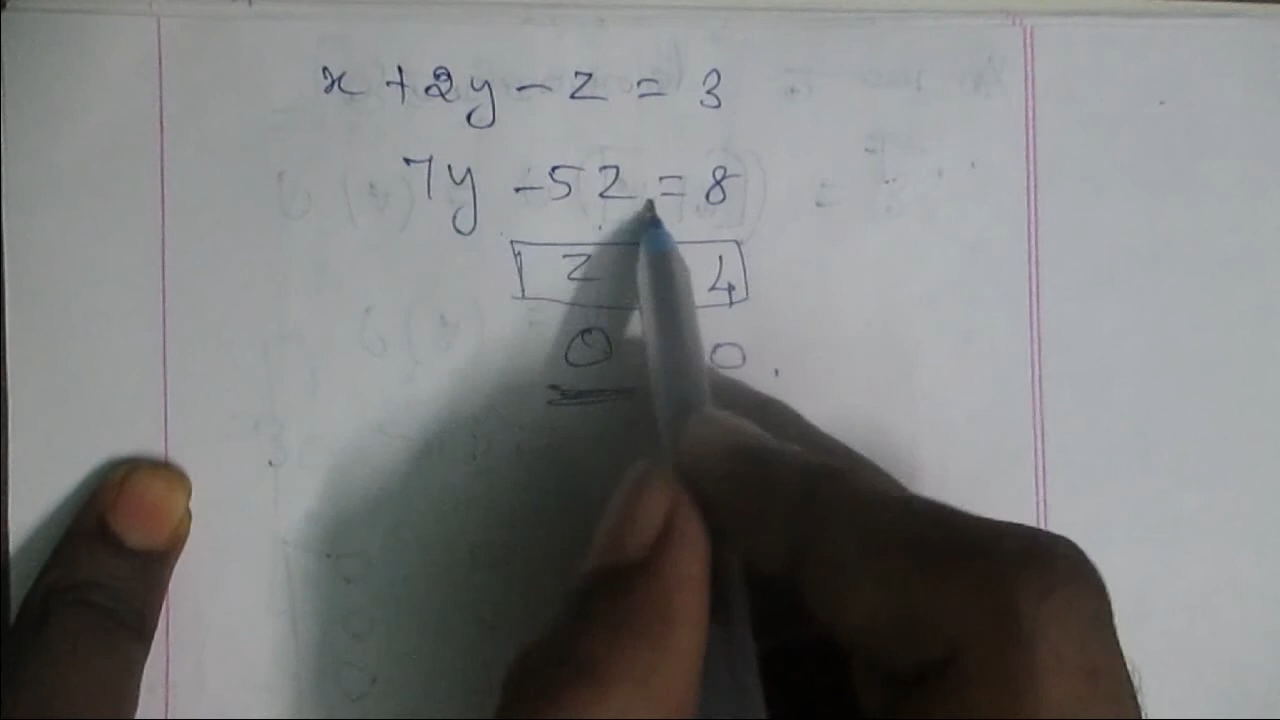 x + 2y - z = 3
7y - 5z = 8
z 4
0 0.